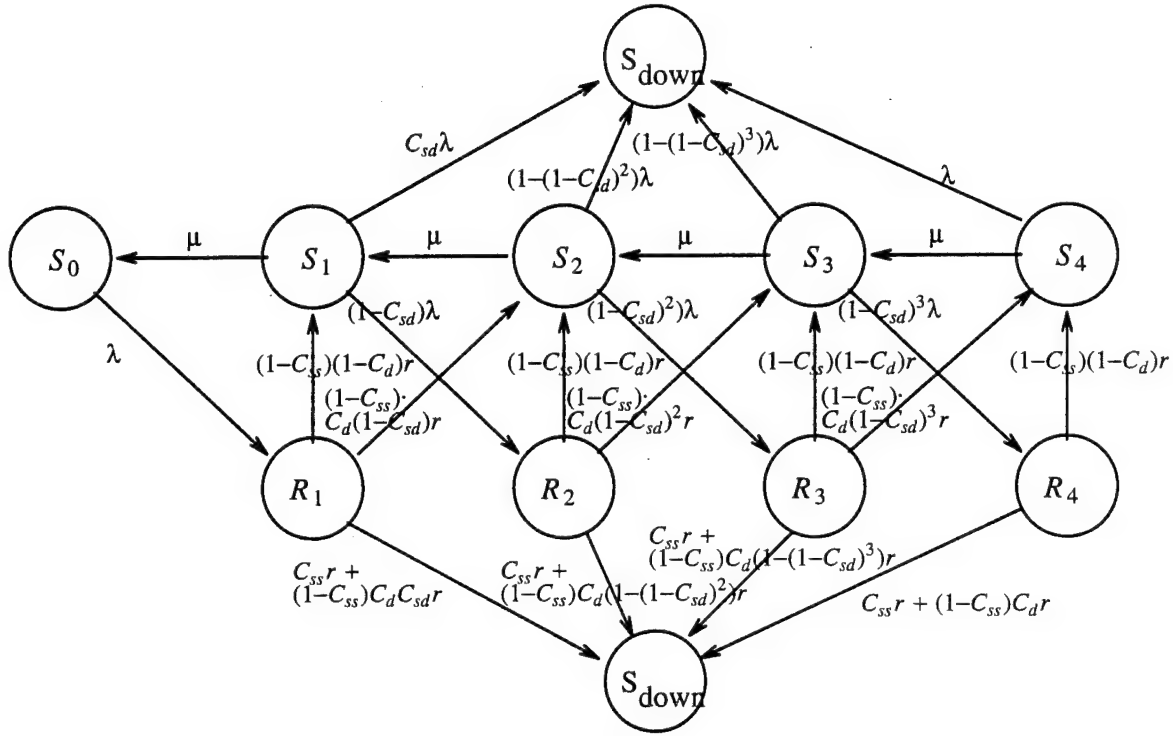 S_down
C_sd λ
(1–(1–C_sd)^2)λ
(1–(1–C_sd)^3)λ
λ
S_0
μ
S_1
μ
S_2
μ
S_3
μ
S_4
λ
(1–C_sd)λ
(1–C_sd)^2)λ
(1–C_sd)^3 λ
(1–C_ss)(1–C_d)r
(1–C_ss)·
C_d(1–C_sd)r
(1–C_ss)(1–C_d)r
(1–C_ss)·
C_d(1–C_sd)^2 r
(1–C_ss)(1–C_d)r
(1–C_ss)·
C_d(1–C_sd)^3 r
(1–C_ss)(1–C_d)r
R_1
R_2
R_3
R_4
C_ss r +
(1–C_ss)C_d C_sd r
C_ss r +
(1–C_ss)C_d(1–(1–C_sd)^2)r
C_ss r +
(1–C_ss)C_d(1–(1–C_sd)^3)r
C_ss r + (1–C_ss)C_d r
S_down